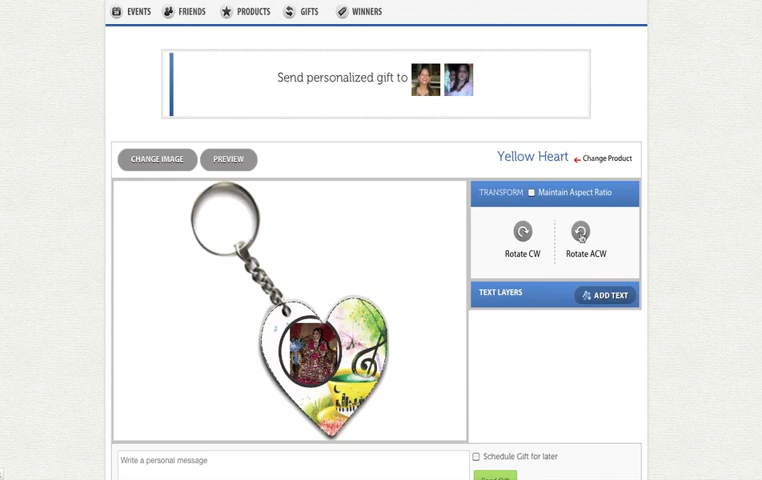 EVENTS FRIENDS PRODUCTS GIFTS WINNERS
Send personalized gift to
CHANGE IMAGE PREVIEW Yellow Heart Change Product
TRANSFORM Maintain Aspect Ratio
Rotate CW Rotate ACW
TEXT LAYERS ADD TEXT
Write a personal message Schedule Gift for later